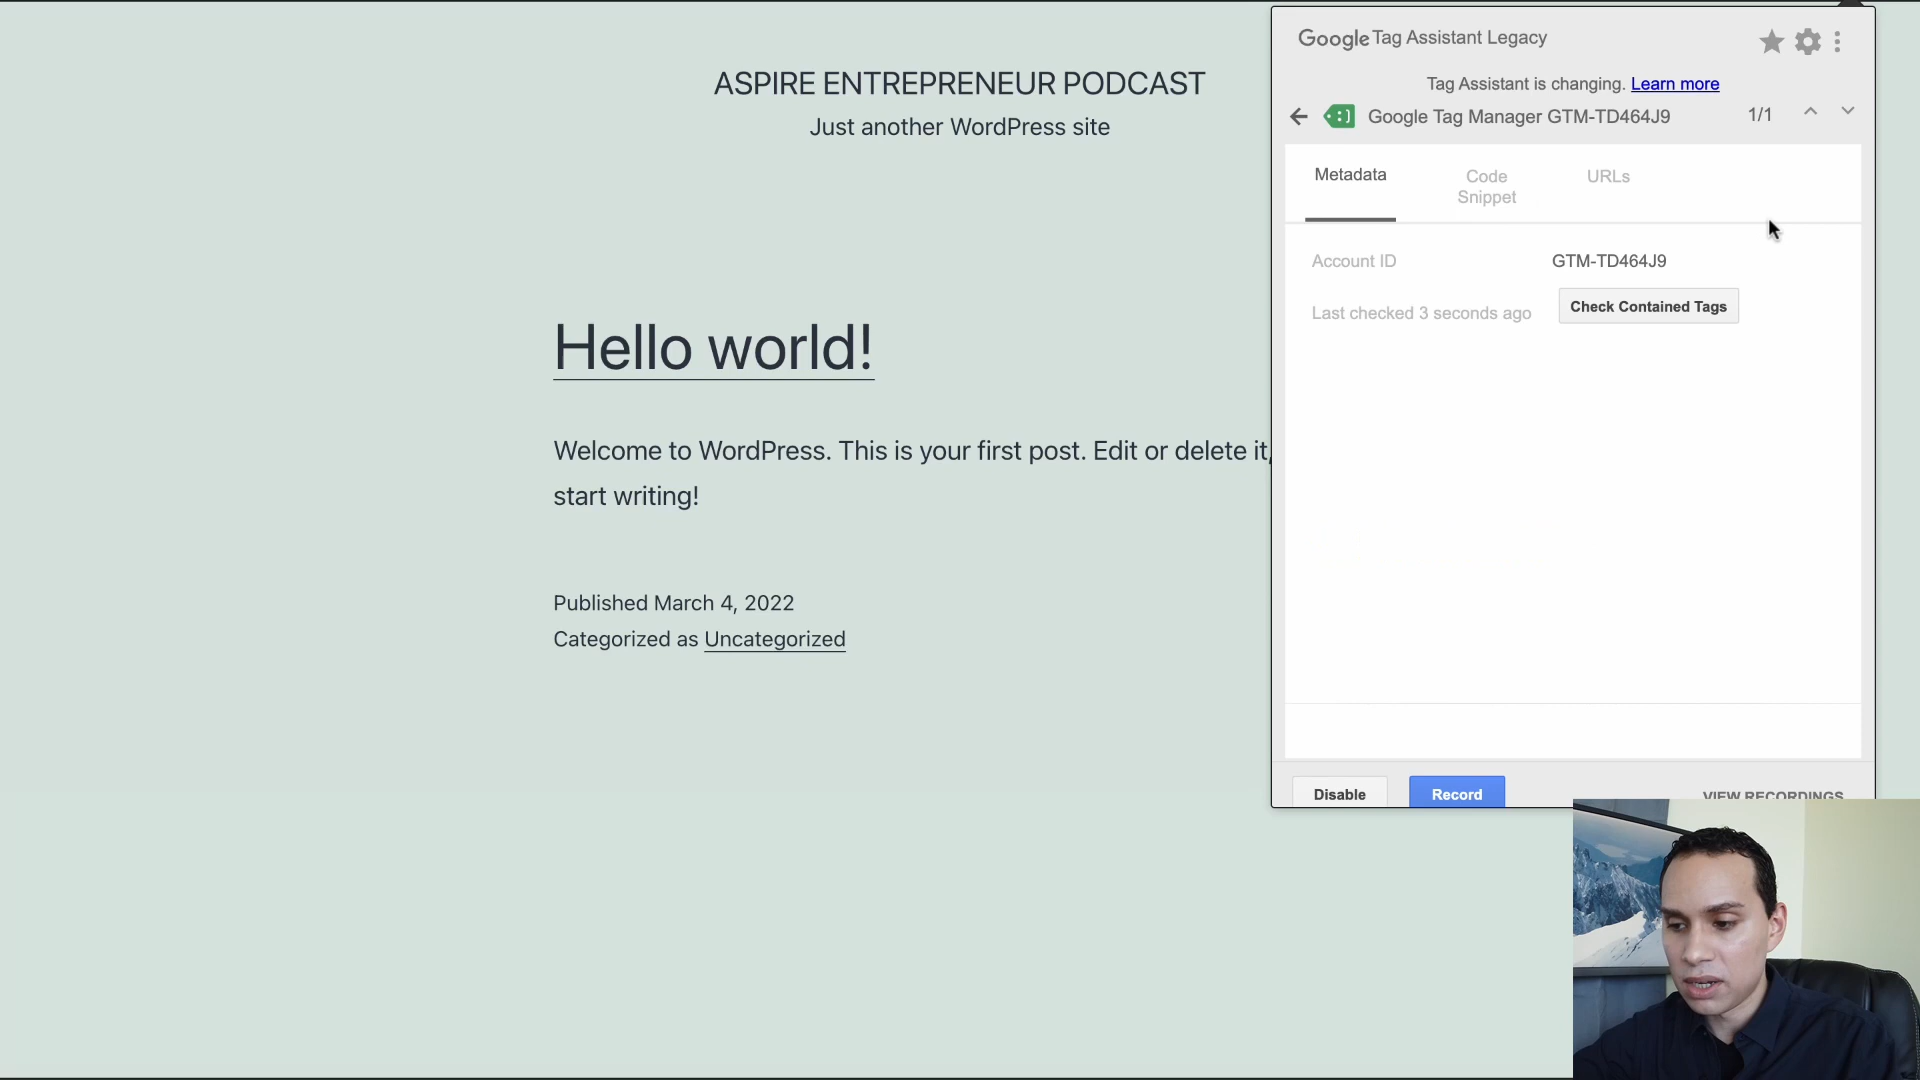 ASPIRE ENTREPRENEUR PODCAST
Just another WordPress site
Hello world!
Welcome to WordPress. This is your first post. Edit or delete it,
start writing!
Published March 4, 2022
Categorized as Uncategorized
Google Tag Assistant Legacy
Tag Assistant is changing. Learn more
Google Tag Manager GTM-TD464J9 1/1
Metadata
Code
Snippet
URLs
Account ID GTM-TD464J9
Last checked 3 seconds ago Check Contained Tags
Disable Record VIEW RECORDINGS